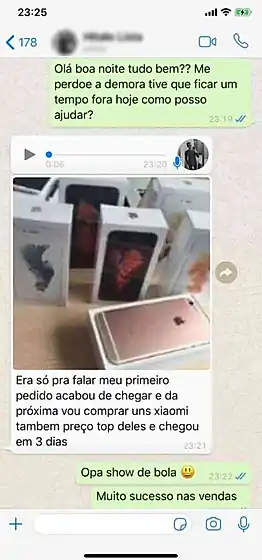 23:25
178
Olá boa noite tudo bem?? Me
perdoe a demora tive que ficar um
tempo fora hoje como posso
ajudar?
23:19
0:06
23:20
Era só pra falar meu primeiro
pedido acabou de chegar e da
próxima vou comprar uns xiaomi
tambem preço top deles e chegou
em 3 dias
23:21
Opa show de bola 😃
23:22
Muito sucesso nas vendas